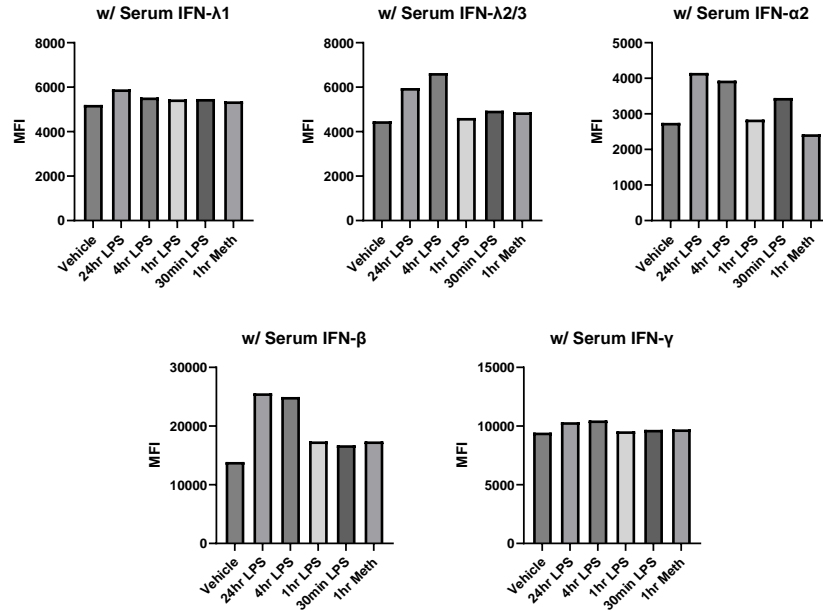 w/ Serum IFN-λ1
8000
6000
4000
2000
0
MFI
Vehicle
24hr LPS
4hr LPS
1hr LPS
30min LPS
1hr Meth
w/ Serum IFN-λ2/3
8000
6000
4000
2000
0
MFI
Vehicle
24hr LPS
4hr LPS
1hr LPS
30min LPS
1hr Meth
w/ Serum IFN-α2
5000
4000
3000
2000
1000
0
MFI
Vehicle
24hr LPS
4hr LPS
1hr LPS
30min LPS
1hr Meth
w/ Serum IFN-β
30000
20000
10000
0
MFI
Vehicle
24hr LPS
4hr LPS
1hr LPS
30min LPS
1hr Meth
w/ Serum IFN-γ
15000
10000
5000
0
MFI
Vehicle
24hr LPS
4hr LPS
1hr LPS
30min LPS
1hr Meth